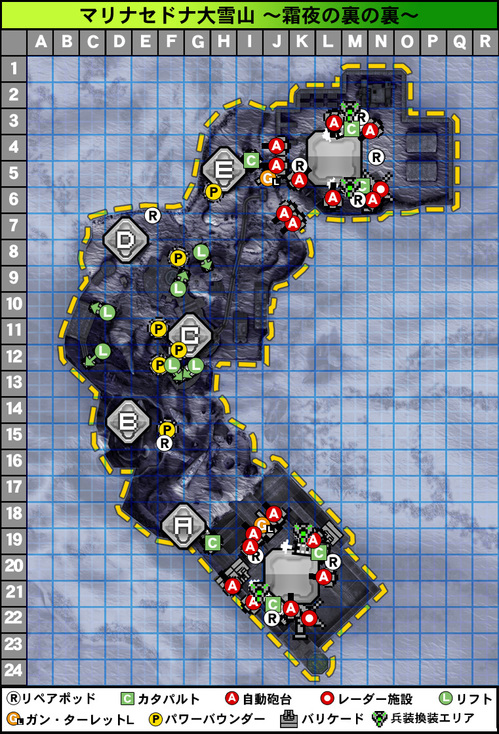 マリナセドナ大雪山 ～霜夜の裏の裏～
A B C D E F G H I J K L M N O P Q R
1
2
3
A R A
C
4
A
E C R R
5
A A
G L C
6
P A R A
7
R A A
D
8
P L
9
L
10
L
11
P C
12
L P
P L L
13
14
B
15
P
R
16
17
18
A A
G L
19
C A A
A R C
20
R
A
21
A
A C A
22
R
23
24
Rリペアポッド Cカタパルト A自動砲台 レーダー施設 Lリフト
GLガン・ターレットL Pパワーバウンダー バリケード 兵装換装エリア